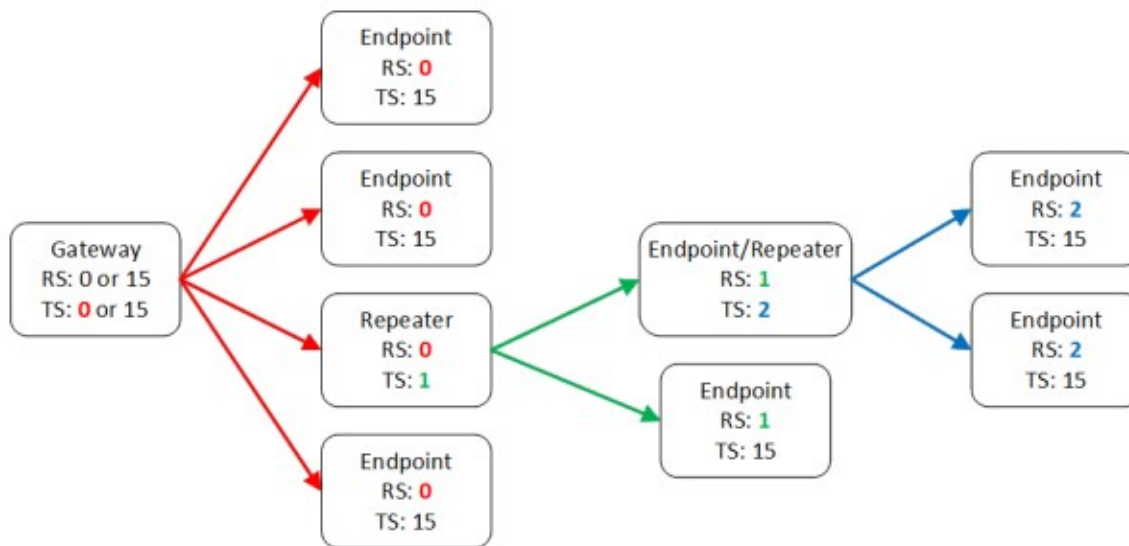 Endpoint
RS: 0
TS: 15
Endpoint
RS: 0
TS: 15
Gateway
RS: 0 or 15
TS: 0 or 15
Repeater
RS: 0
TS: 1
Endpoint
RS: 0
TS: 15
Endpoint/Repeater
RS: 1
TS: 2
Endpoint
RS: 1
TS: 15
Endpoint
RS: 2
TS: 15
Endpoint
RS: 2
TS: 15